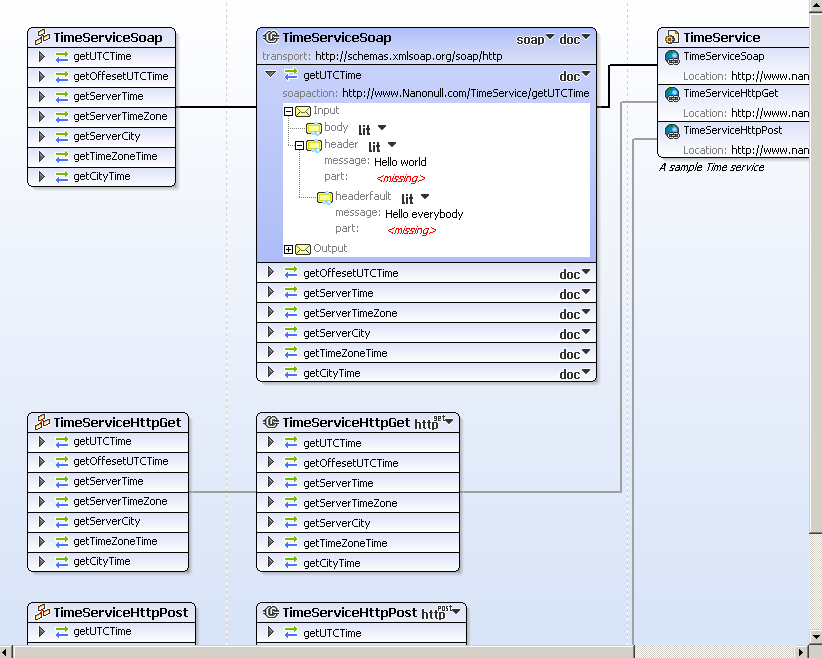 TimeServiceSoap
getUTCTime
getOffesetUTCTime
getServerTime
getServerTimeZone
getServerCity
getTimeZoneTime
getCityTime
TimeServiceSoap soap doc
transport: http://schemas.xmlsoap.org/soap/http
getUTCTime doc
soapaction: http://www.Nanonull.com/TimeService/getUTCTime
Input
body lit
header lit
message: Hello world
part: <missing>
headerfault lit
message: Hello everybody
part: <missing>
Output
getOffesetUTCTime doc
getServerTime doc
getServerTimeZone doc
getServerCity doc
getTimeZoneTime doc
getCityTime doc
TimeService
TimeServiceSoap
Location: http://www.nan
TimeServiceHttpGet
Location: http://www.nan
TimeServiceHttpPost
Location: http://www.nan
A sample Time service
TimeServiceHttpGet
getUTCTime
getOffesetUTCTime
getServerTime
getServerTimeZone
getServerCity
getTimeZoneTime
getCityTime
TimeServiceHttpGet http get
getUTCTime
getOffesetUTCTime
getServerTime
getServerTimeZone
getServerCity
getTimeZoneTime
getCityTime
TimeServiceHttpPost
getUTCTime
TimeServiceHttpPost http post
getUTCTime